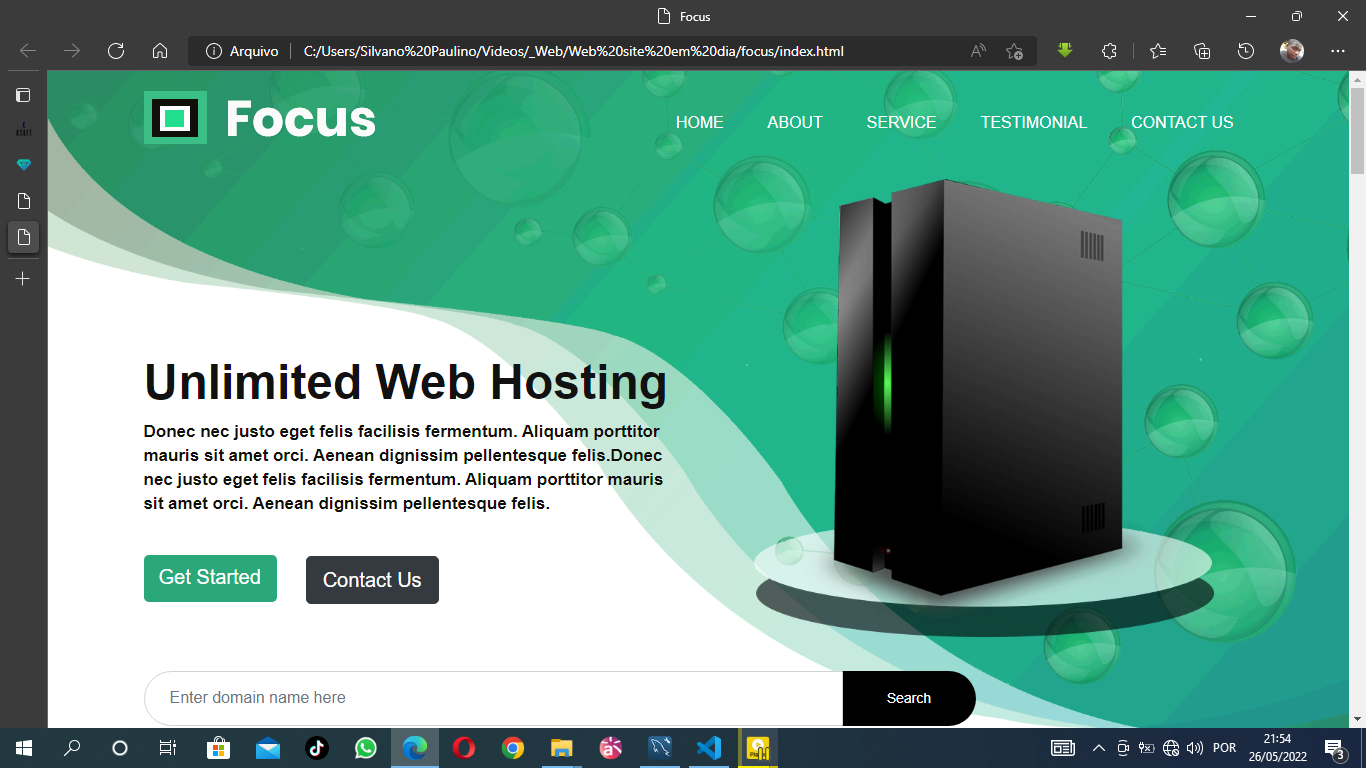 Focus
Arquivo
C:/Users/Silvano%20Paulino/Videos/_Web/Web%20site%20em%20dia/focus/index.html
Focus
HOME
ABOUT
SERVICE
TESTIMONIAL
CONTACT US
Unlimited Web Hosting
Donec nec justo eget felis facilisis fermentum. Aliquam porttitor
mauris sit amet orci. Aenean dignissim pellentesque felis.Donec
nec justo eget felis facilisis fermentum. Aliquam porttitor mauris
sit amet orci. Aenean dignissim pellentesque felis.
Get Started
Contact Us
Enter domain name here
Search
POR
21:54
26/05/2022
3